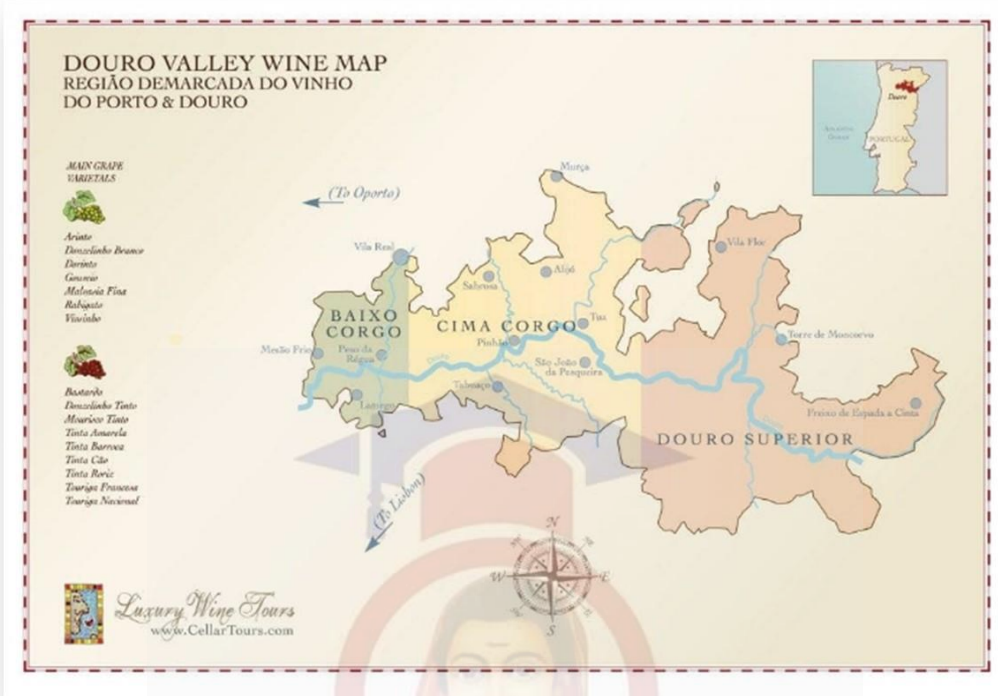 DOURO VALLEY WINE MAP
REGIÃO DEMARCADA DO VINHO
DO PORTO & DOURO
MAIN GRAPE
VARIETALS
Arinto
Donzelinho Branco
Dorinto
Gouveio
Malvasia Fina
Rabigato
Viosinho
Bastardo
Donzelinho Tinto
Mourisco Tinto
Tinta Amarela
Tinta Barroca
Tinta Cão
Tinta Roriz
Touriga Francesa
Touriga Nacional
Douro
PORTUGAL
(To Oporto)
Murça
Vila Real
Vila Flor
Alijó
Sabrosa
BAIXO
CORGO
CIMA CORGO
Tua
Pinhão
Torre de Moncorvo
Mesão Frio
Peso da
Régua
São João
da Pesqueira
Tabuaço
Lamego
Freixo de Espada a Cinta
DOURO SUPERIOR
(To Lisbon)
N
W
E
S
Luxury Wine Tours
www.CellarTours.com